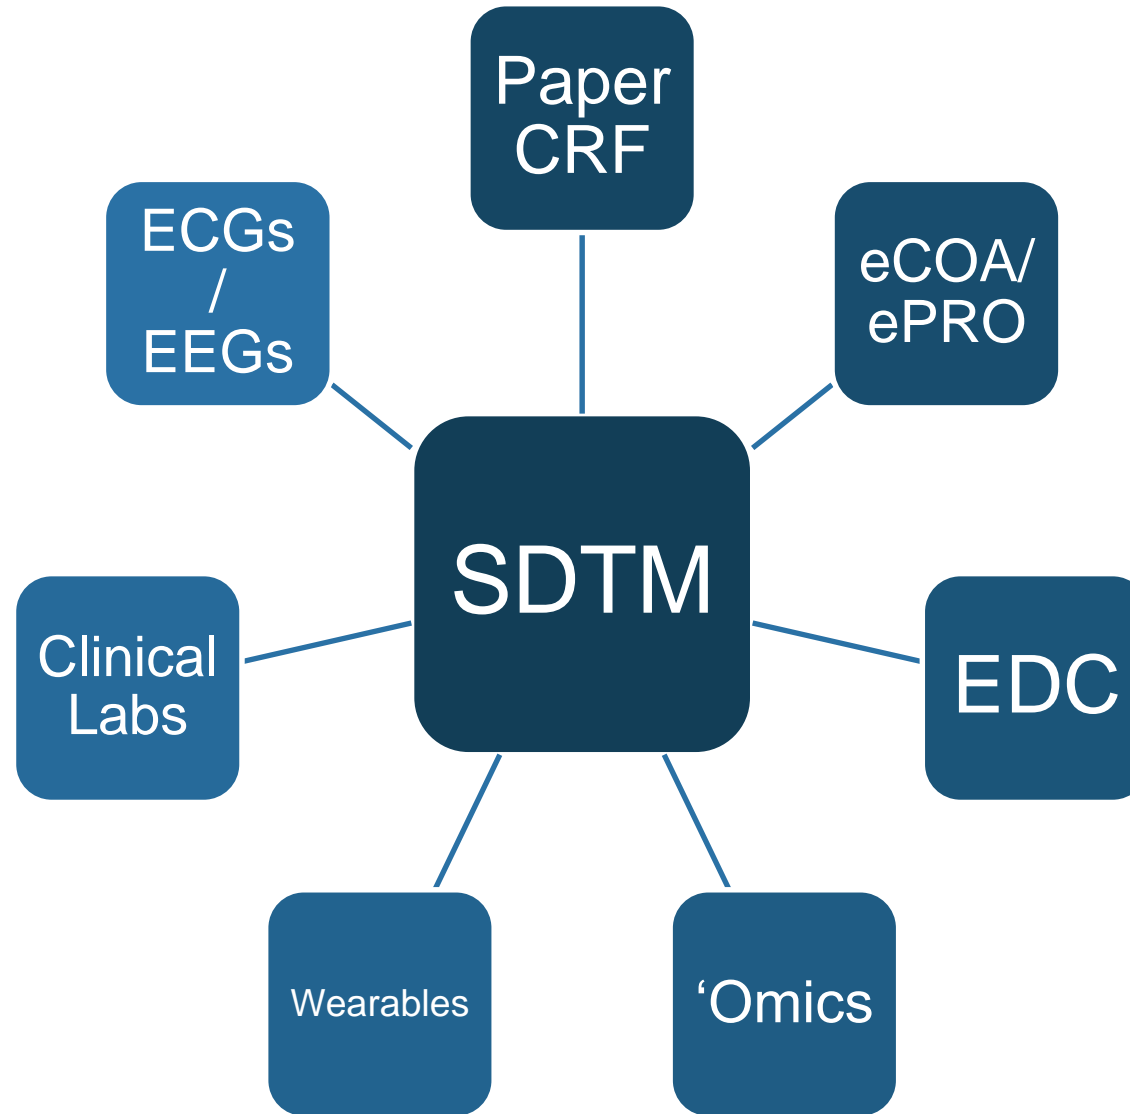 Paper
CRF
ECGs
/
EEGs
eCOA/
ePRO
SDTM
Clinical
Labs
EDC
Wearables
‘Omics